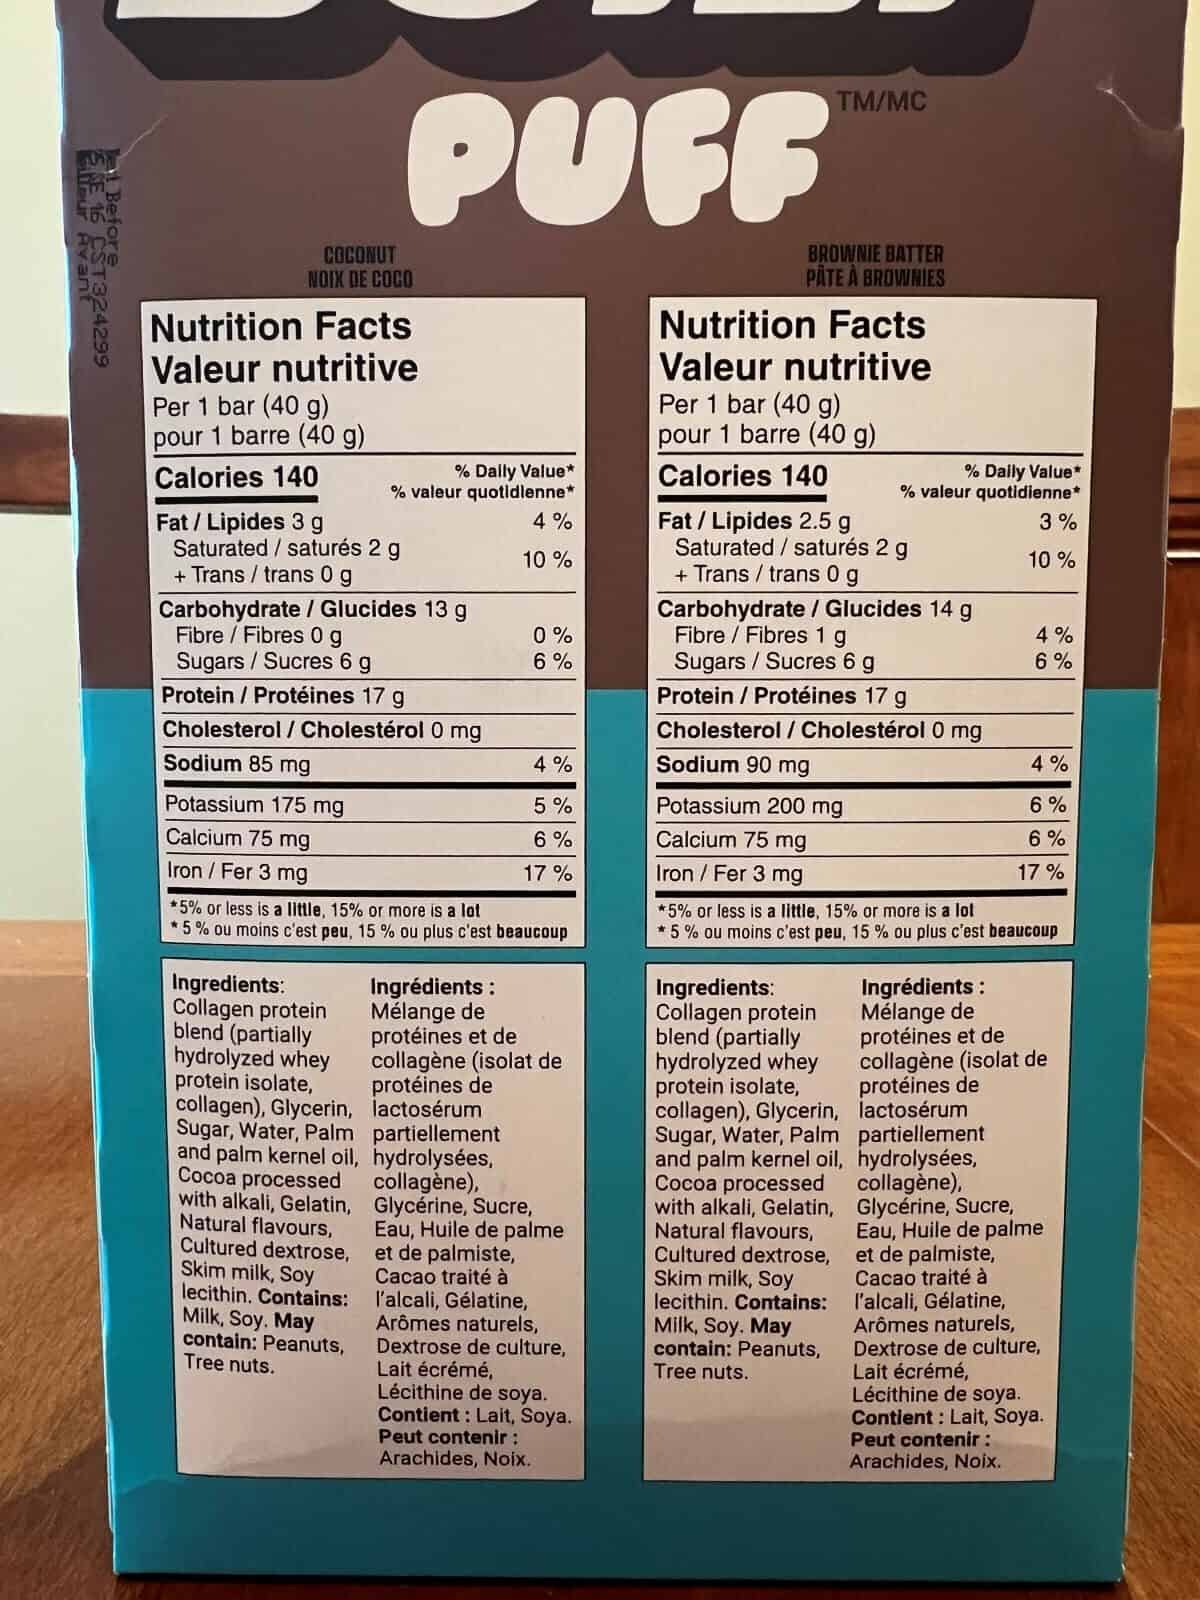 PUFF
TM/MC
COCONUT
NOIX DE COCO
Nutrition Facts
Valeur nutritive
Per 1 bar (40 g)
pour 1 barre (40 g)
Calories 140
% Daily Value*
% valeur quotidienne*
Fat / Lipides 3 g 4 %
Saturated / saturés 2 g
+ Trans / trans 0 g
10 %
Carbohydrate / Glucides 13 g
Fibre / Fibres 0 g 0 %
Sugars / Sucres 6 g 6 %
Protein / Protéines 17 g
Cholesterol / Cholestérol 0 mg
Sodium 85 mg 4 %
Potassium 175 mg 5 %
Calcium 75 mg 6 %
Iron / Fer 3 mg 17 %
*5% or less is a little, 15% or more is a lot
* 5 % ou moins c'est peu, 15 % ou plus c'est beaucoup
Ingredients:
Collagen protein
blend (partially
hydrolyzed whey
protein isolate,
collagen), Glycerin,
Sugar, Water, Palm
and palm kernel oil,
Cocoa processed
with alkali, Gelatin,
Natural flavours,
Cultured dextrose,
Skim milk, Soy
lecithin. Contains:
Milk, Soy. May
contain: Peanuts,
Tree nuts.
Ingrédients :
Mélange de
protéines et de
collagène (isolat de
protéines de
lactosérum
partiellement
hydrolysées,
collagène),
Glycérine, Sucre,
Eau, Huile de palme
et de palmiste,
Cacao traité à
l'alcali, Gélatine,
Arômes naturels,
Dextrose de culture,
Lait écrémé,
Lécithine de soya.
Contient : Lait, Soya.
Peut contenir :
Arachides, Noix.
BROWNIE BATTER
PÂTE À BROWNIES
Nutrition Facts
Valeur nutritive
Per 1 bar (40 g)
pour 1 barre (40 g)
Calories 140
% Daily Value*
% valeur quotidienne*
Fat / Lipides 2.5 g 3 %
Saturated / saturés 2 g
+ Trans / trans 0 g
10 %
Carbohydrate / Glucides 14 g
Fibre / Fibres 1 g 4 %
Sugars / Sucres 6 g 6 %
Protein / Protéines 17 g
Cholesterol / Cholestérol 0 mg
Sodium 90 mg 4 %
Potassium 200 mg 6 %
Calcium 75 mg 6 %
Iron / Fer 3 mg 17 %
*5% or less is a little, 15% or more is a lot
* 5 % ou moins c'est peu, 15 % ou plus c'est beaucoup
Ingredients:
Collagen protein
blend (partially
hydrolyzed whey
protein isolate,
collagen), Glycerin,
Sugar, Water, Palm
and palm kernel oil,
Cocoa processed
with alkali, Gelatin,
Natural flavours,
Cultured dextrose,
Skim milk, Soy
lecithin. Contains:
Milk, Soy. May
contain: Peanuts,
Tree nuts.
Ingrédients :
Mélange de
protéines et de
collagène (isolat de
protéines de
lactosérum
partiellement
hydrolysées,
collagène),
Glycérine, Sucre,
Eau, Huile de palme
et de palmiste,
Cacao traité à
l'alcali, Gélatine,
Arômes naturels,
Dextrose de culture,
Lait écrémé,
Lécithine de soya.
Contient : Lait, Soya.
Peut contenir :
Arachides, Noix.
Before
16 CST324299
Avant